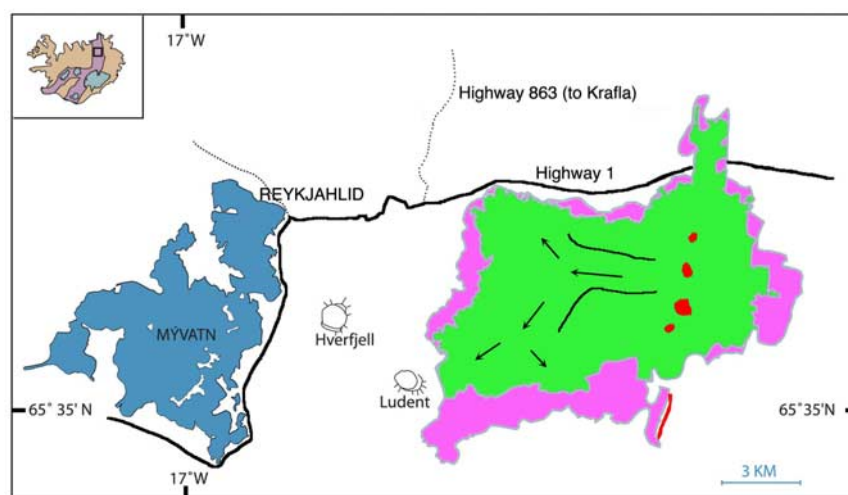 17˚W
Highway 863 (to Krafla)
Highway 1
REYKJAHLID
MÝVATN
Hverfjell
Ludent
65˚ 35' N
65˚ 35'N
17˚W
3 KM